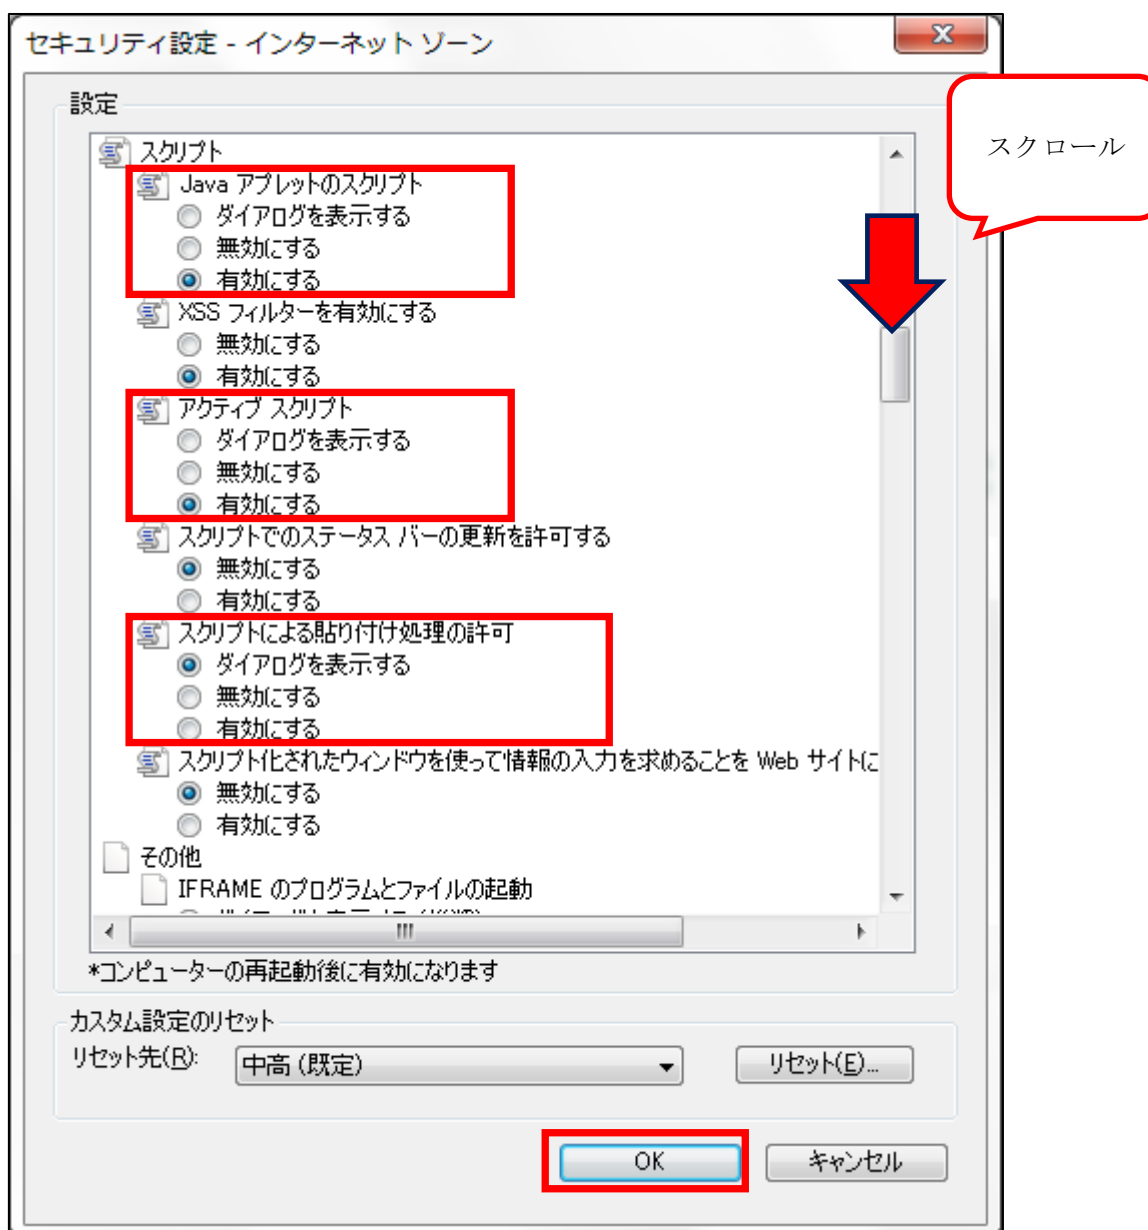 セキュリティ設定 - インターネット ゾーン
設定
スクロール
スクリプト
Java アプレットのスクリプト
ダイアログを表示する
無効にする
有効にする
XSS フィルターを有効にする
無効にする
有効にする
アクティブ スクリプト
ダイアログを表示する
無効にする
有効にする
スクリプトでのステータス バーの更新を許可する
無効にする
有効にする
スクリプトによる貼り付け処理の許可
ダイアログを表示する
無効にする
有効にする
スクリプト化されたウィンドウを使って情報の入力を求めることを Web サイトに
無効にする
有効にする
その他
IFRAME のプログラムとファイルの起動
*コンピューターの再起動後に有効になります
カスタム設定のリセット
リセット先(R):
中高 (既定)
リセット(E)...
OK
キャンセル